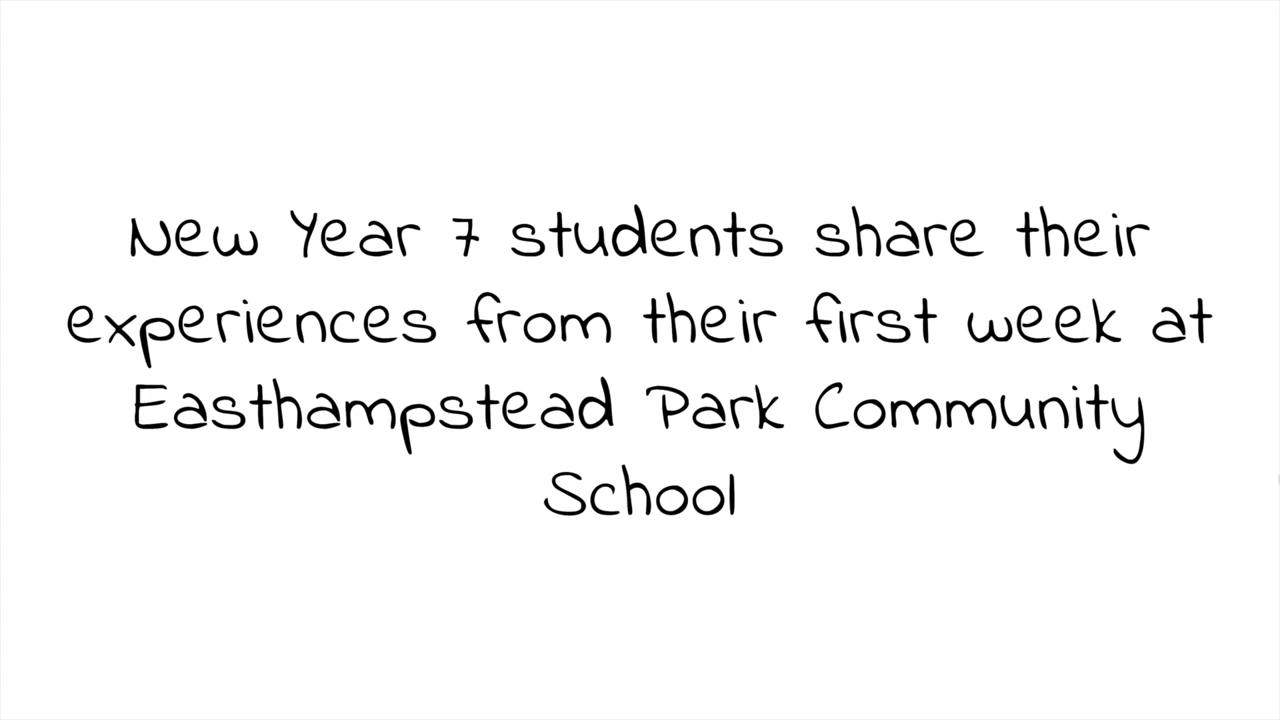 New Year 7 students share their
experiences from their first week at
Easthampstead Park Community
School